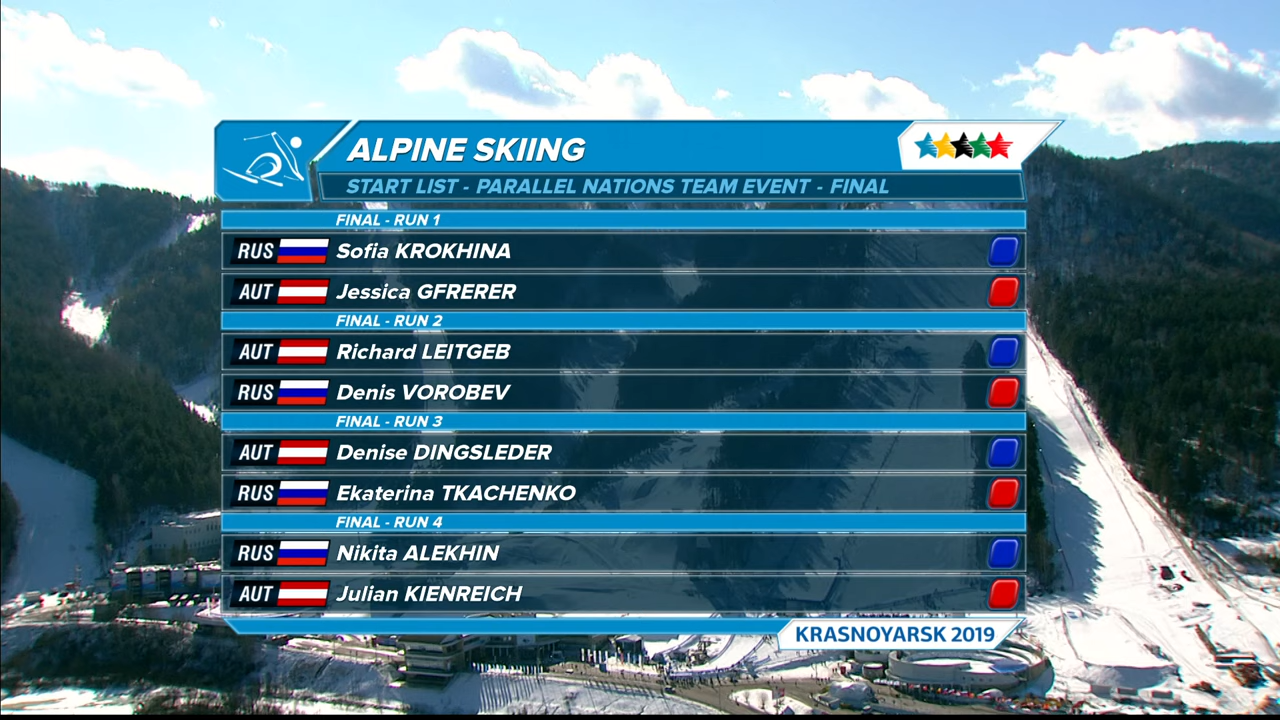 ALPINE SKIING
START LIST - PARALLEL NATIONS TEAM EVENT - FINAL
FINAL - RUN 1
RUS Sofia KROKHINA
AUT Jessica GFRERER
FINAL - RUN 2
AUT Richard LEITGEB
RUS Denis VOROBEV
FINAL - RUN 3
AUT Denise DINGSLEDER
RUS Ekaterina TKACHENKO
FINAL - RUN 4
RUS Nikita ALEKHIN
AUT Julian KIENREICH
KRASNOYARSK 2019